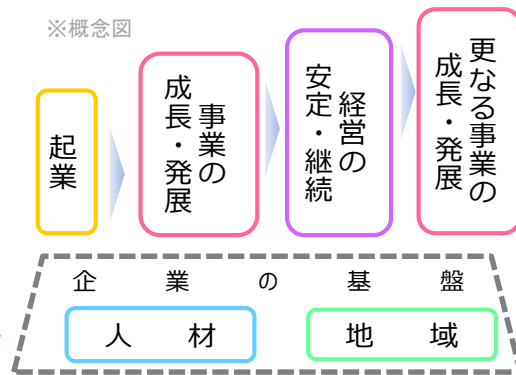 ※概念図
起業
事業の
成長・発展
経営の
安定・継続
更なる事業の
成長・発展
企業の基盤
人材
地域